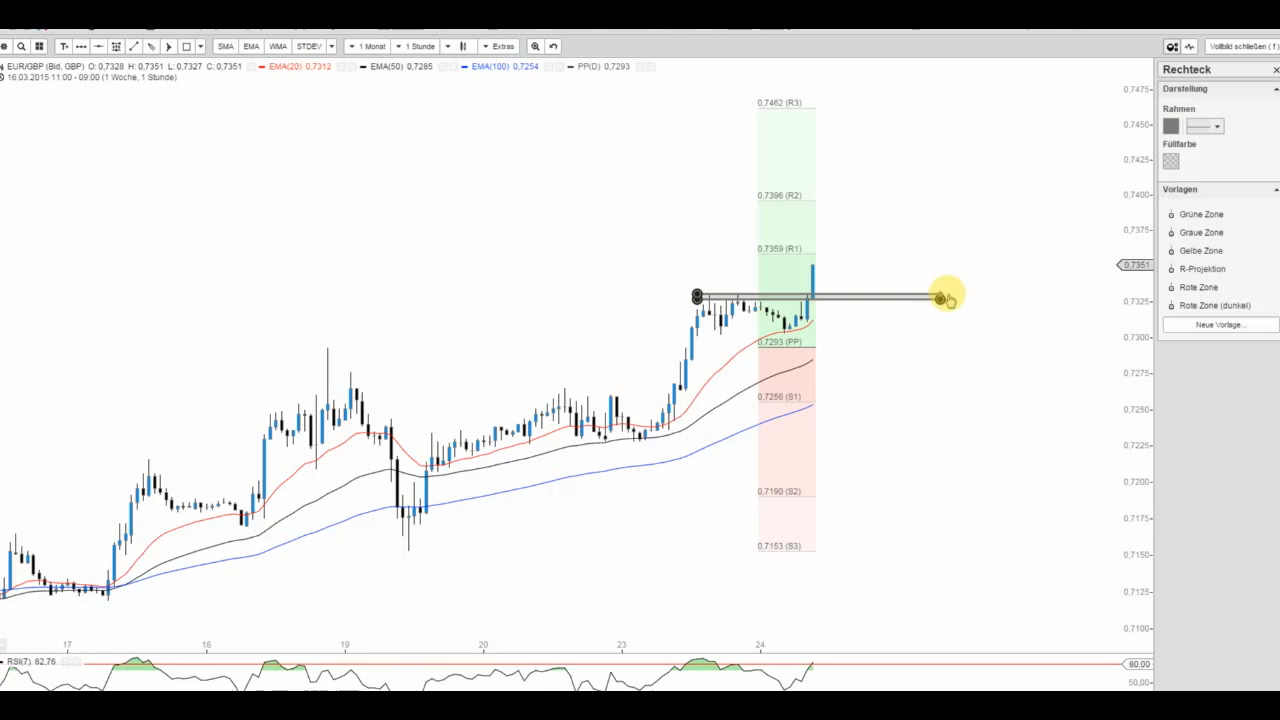 T SMA EMA WMA STDEV 1 Monat 1 Stunde Extras Vollbild schließen ( f )
EUR/GBP (Bid, GBP) O: 0,7328 H: 0,7351 L: 0,7327 C: 0,7351 EMA(20) 0,7312 EMA(50) 0,7285 EMA(100) 0,7254 PP(D) 0,7293
16.03.2015 11:00 - 09:00 (1 Woche, 1 Stunde)
Rechteck
Darstellung
Rahmen
Füllfarbe
Vorlagen
Grüne Zone
Graue Zone
Gelbe Zone
R-Projektion
Rote Zone
Rote Zone (dunkel)
Neue Vorlage...
0,7462 (R3)
0,7396 (R2)
0,7359 (R1)
0,7293 (PP)
0,7256 (S1)
0,7190 (S2)
0,7153 (S3)
0,7475
0,7450
0,7425
0,7400
0,7375
0,7351
0,7325
0,7300
0,7275
0,7250
0,7225
0,7200
0,7175
0,7150
0,7125
0,7100
17 18 19 20 23 24
RSI(7) 82,76
80,00
50,00